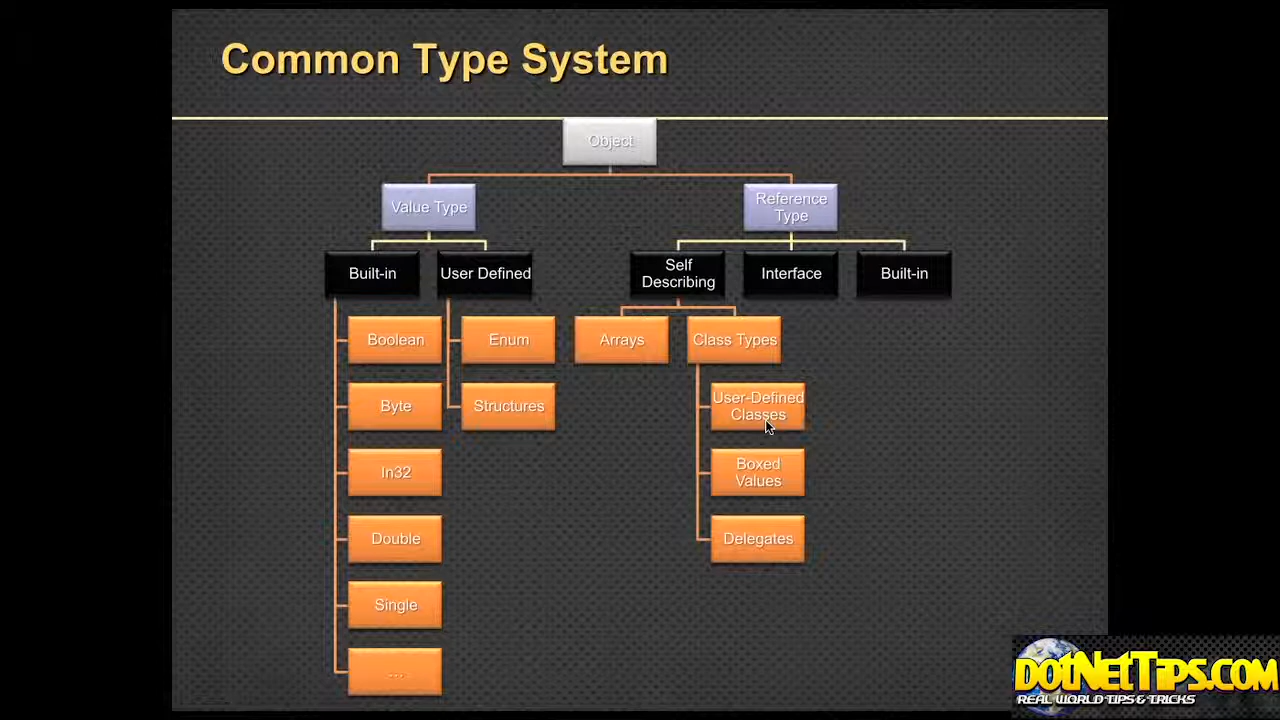 Common Type System
Object
Value Type
Reference
Type
Built-in
User Defined
Self
Describing
Interface
Built-in
Boolean
Enum
Arrays
Class Types
Byte
Structures
User-Defined
Classes
In32
Boxed
Values
Double
Delegates
Single
...
DOTNETTIPS.COM
REAL WORLD TIPS & TRICKS